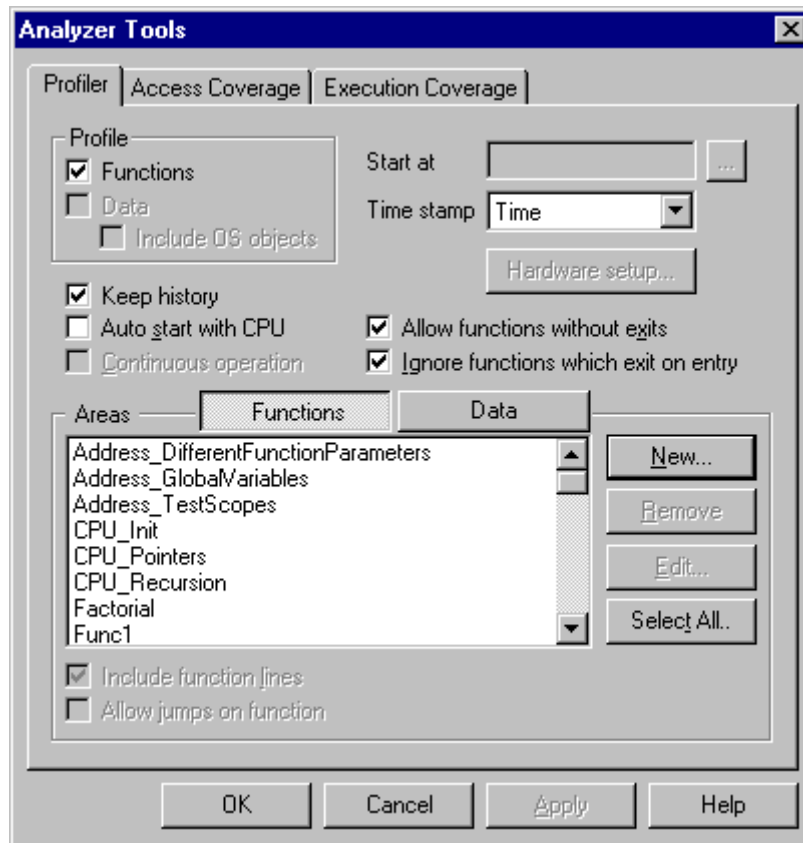 Analyzer Tools
Profiler Access Coverage Execution Coverage
Profile
Functions
Data
Include OS objects
Start at
...
Time stamp Time
Hardware setup...
Keep history
Auto start with CPU
Continuous operation
Allow functions without exits
Ignore functions which exit on entry
Areas Functions Data
Address_DifferentFunctionParameters
Address_GlobalVariables
Address_TestScopes
CPU_Init
CPU_Pointers
CPU_Recursion
Factorial
Func1
New...
Remove
Edit...
Select All..
Include function lines
Allow jumps on function
OK Cancel Apply Help